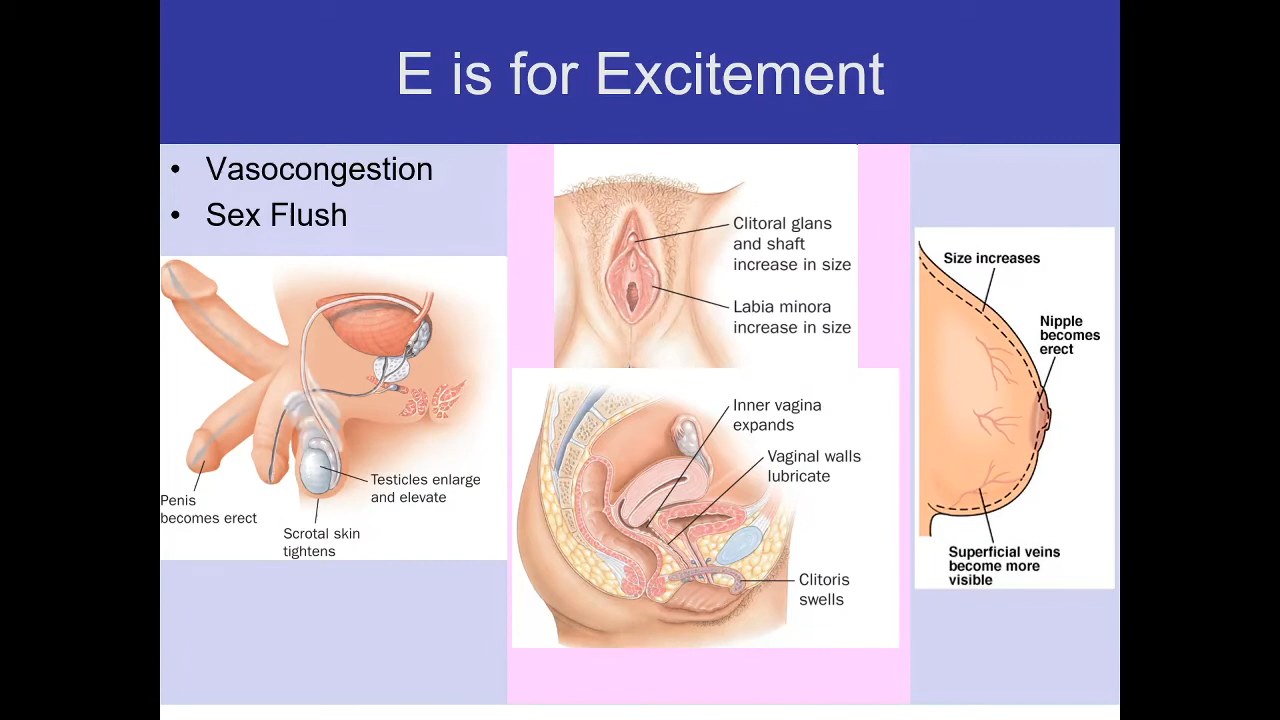 E is for Excitement
• Vasocongestion
• Sex Flush
Penis
becomes erect
Scrotal skin
tightens
Testicles enlarge
and elevate
Clitoral glans
and shaft
increase in size
Labia minora
increase in size
Inner vagina
expands
Vaginal walls
lubricate
Clitoris
swells
Size increases
Nipple
becomes
erect
Superficial veins
become more
visible